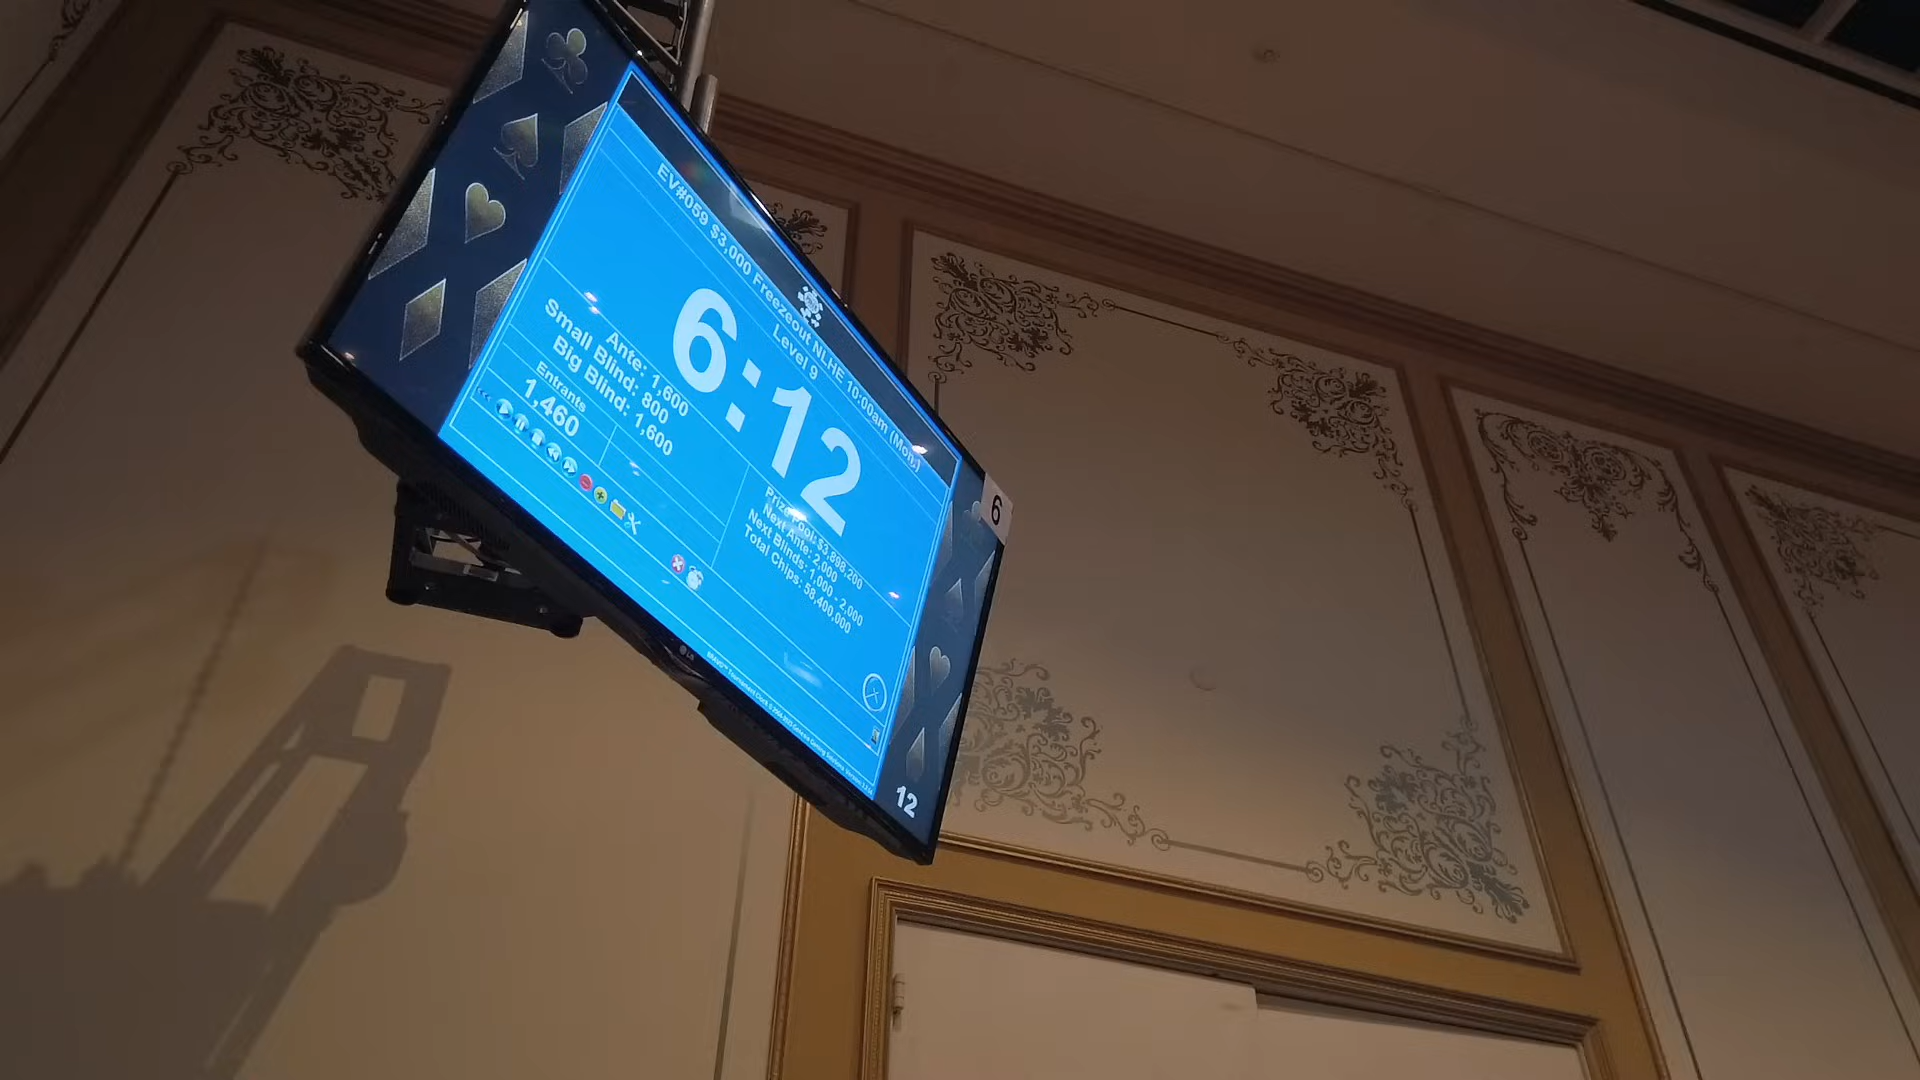 EV#059 $3,000 Freezeout NLHE 10:00am (Mon.)
Level 9
6:12
Ante: 1,600
Small Blind: 800
Big Blind: 1,600
Entrants
1,460
Prize Pool: $3,898,200
Next Ante: 2,000
Next Blinds: 1,000 - 2,000
Total Chips: 58,400,000
6
12
LG